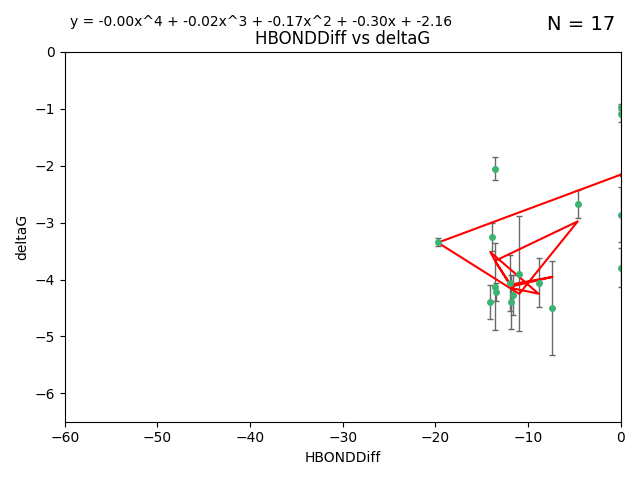 y = -0.00x^4 + -0.02x^3 + -0.17x^2 + -0.30x + -2.16
N = 17
HBONDDiff vs deltaG
0
−1
−2
−3
−4
−5
−6
deltaG
−60 −50 −40 −30 −20 −10 0
HBONDDiff